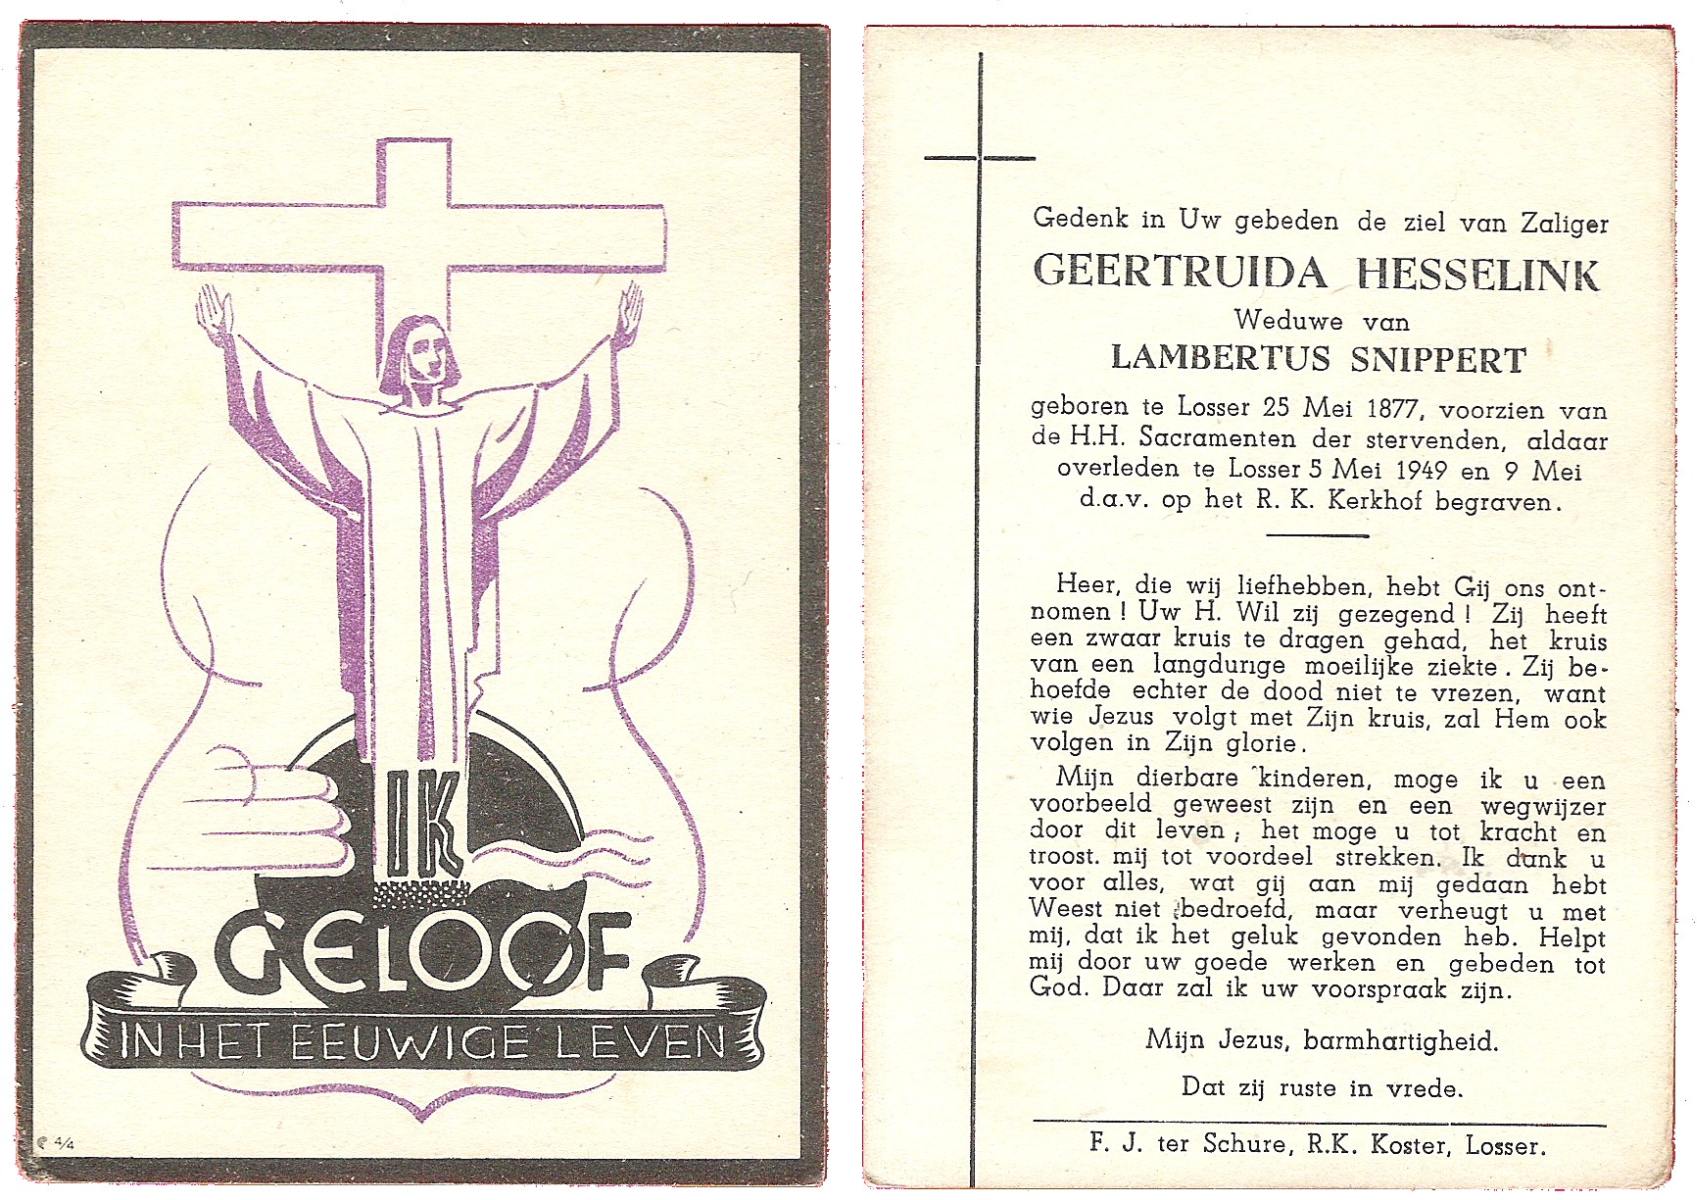 IK
GELOOF
IN HET EEUWIGE LEVEN
4/4
Gedenk in Uw gebeden de ziel van Zaliger
GEERTRUIDA HESSELINK
Weduwe van
LAMBERTUS SNIPPERT
geboren te Losser 25 Mei 1877, voorzien van
de H.H. Sacramenten der stervenden, aldaar
overleden te Losser 5 Mei 1949 en 9 Mei
d.a.v. op het R. K. Kerkhof begraven.
Heer, die wij liefhebben, hebt Gij ons ont-
nomen ! Uw H. Wil zij gezegend ! Zij heeft
een zwaar kruis te dragen gehad, het kruis
van een langdurige moeilijke ziekte. Zij be-
hoefde echter de dood niet te vrezen, want
wie Jezus volgt met Zijn kruis, zal Hem ook
volgen in Zijn glorie.
Mijn dierbare kinderen, moge ik u een
voorbeeld geweest zijn en een wegwijzer
door dit leven ; het moge u tot kracht en
troost. mij tot voordeel strekken. Ik dank u
voor alles, wat gij aan mij gedaan hebt
Weest niet bedroefd, maar verheugt u met
mij, dat ik het geluk gevonden heb. Helpt
mij door uw goede werken en gebeden tot
God. Daar zal ik uw voorspraak zijn.
Mijn Jezus, barmhartigheid.
Dat zij ruste in vrede.
F. J. ter Schure, R.K. Koster, Losser.